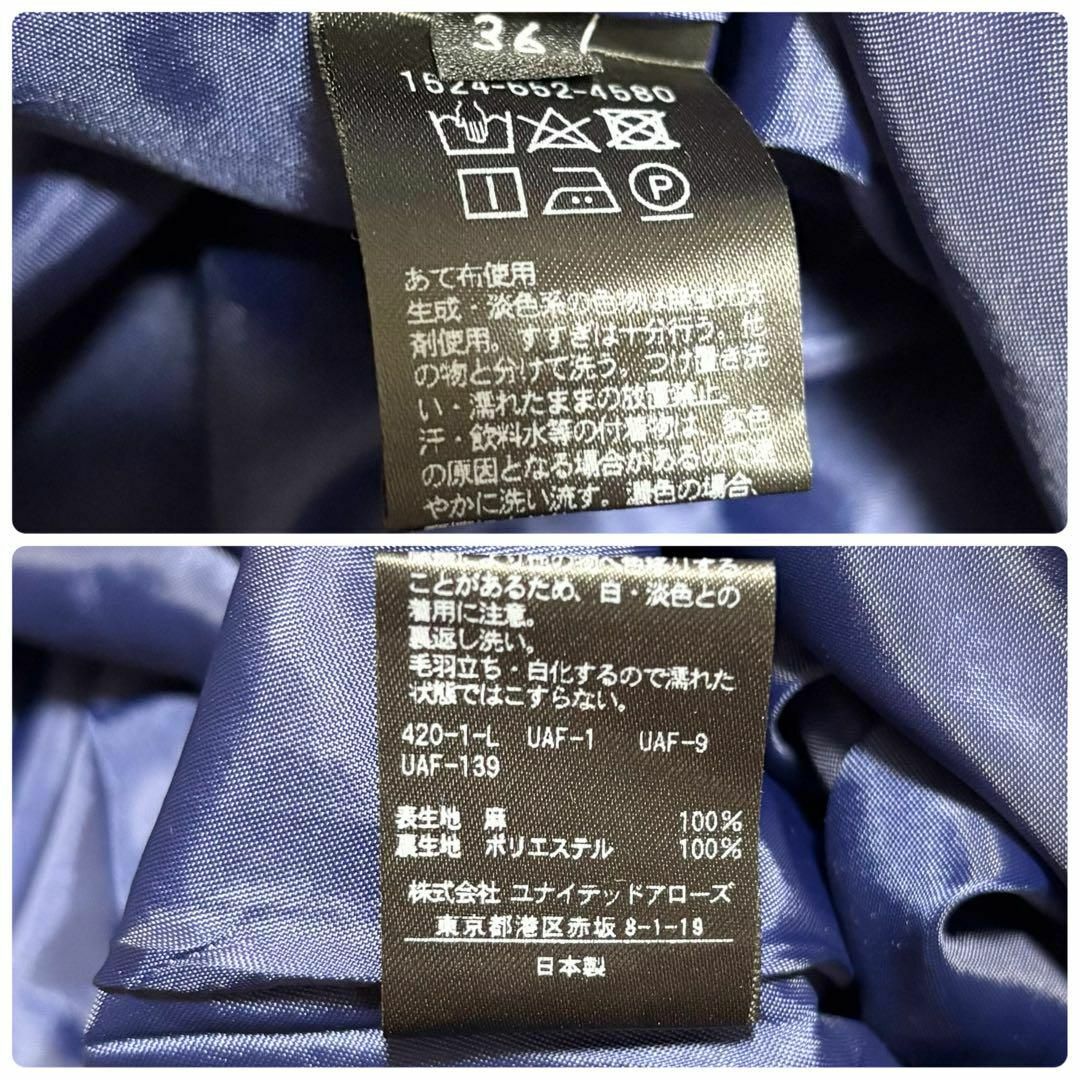 36
1524-652-4580
P
あて布使用
生成・淡色系の色物は
剤使用。すすぎは十分行う。他
の物と分けて洗う。つけ置き洗
い・濡れたままの放置禁止。
汗・飲料水等の付着物は、変色
の原因となる場合があるので速
やかに洗い流す。濃色の場合、
ことがあるため、白・淡色との
着用に注意。
裏返し洗い。
毛羽立ち・白化するので濡れた
状態ではこすらない。
420-1-L UAF-1 UAF-9
UAF-139
表生地 麻 100%
裏生地 ポリエステル 100%
株式会社 ユナイテッドアローズ
東京都港区赤坂 8-1-19
日本製